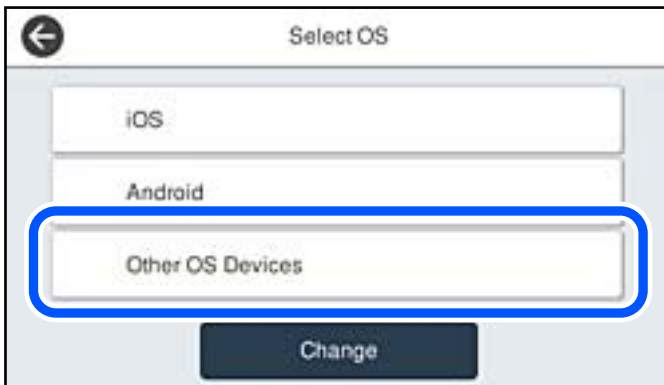 Select OS
iOS
Android
Other OS Devices
Change